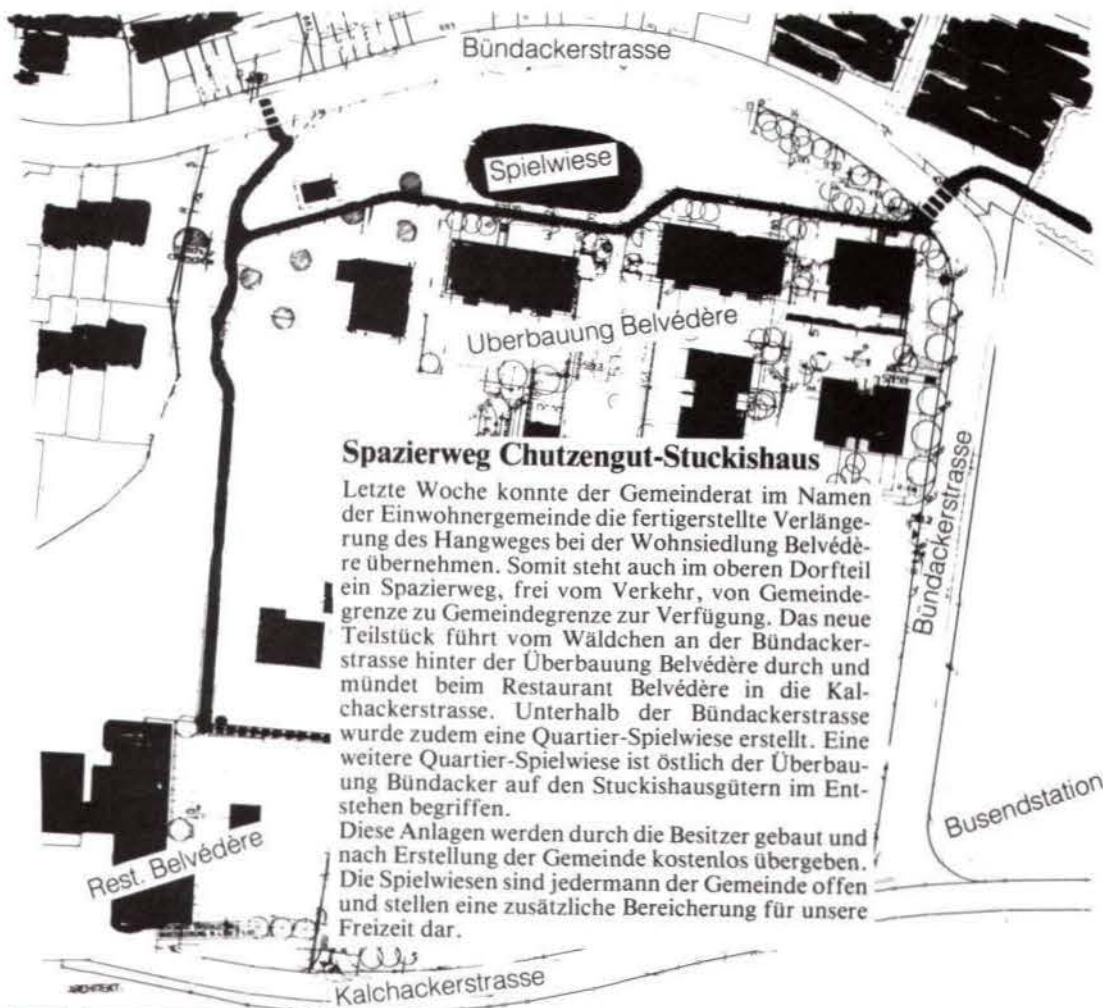 Bündackerstrasse
Spielwiese
Überbauung Belvédère
Spazierweg Chutzengut-Stuckishaus
Letzte Woche konnte der Gemeinderat im Namen
der Einwohnergemeinde die fertigerstellte Verlänge-
rung des Hangweges bei der Wohnsiedlung Belvédè-
re übernehmen. Somit steht auch im oberen Dorfteil
ein Spazierweg, frei vom Verkehr, von Gemeinde-
grenze zu Gemeindegrenze zur Verfügung. Das neue
Teilstück führt vom Wäldchen an der Bündacker-
strasse hinter der Überbauung Belvédère durch und
mündet beim Restaurant Belvédère in die Kal-
chackerstrasse. Unterhalb der Bündackerstrasse
wurde zudem eine Quartier-Spielwiese erstellt. Eine
weitere Quartier-Spielwiese ist östlich der Überbau-
ung Bündacker auf den Stuckishausgütern im Ent-
stehen begriffen.
Diese Anlagen werden durch die Besitzer gebaut und
nach Erstellung der Gemeinde kostenlos übergeben.
Die Spielwiesen sind jedermann der Gemeinde offen
und stellen eine zusätzliche Bereicherung für unsere
Freizeit dar.
Bündackerstrasse
Busendstation
Rest. Belvédère
ARCHITEKT
Kalchackerstrasse